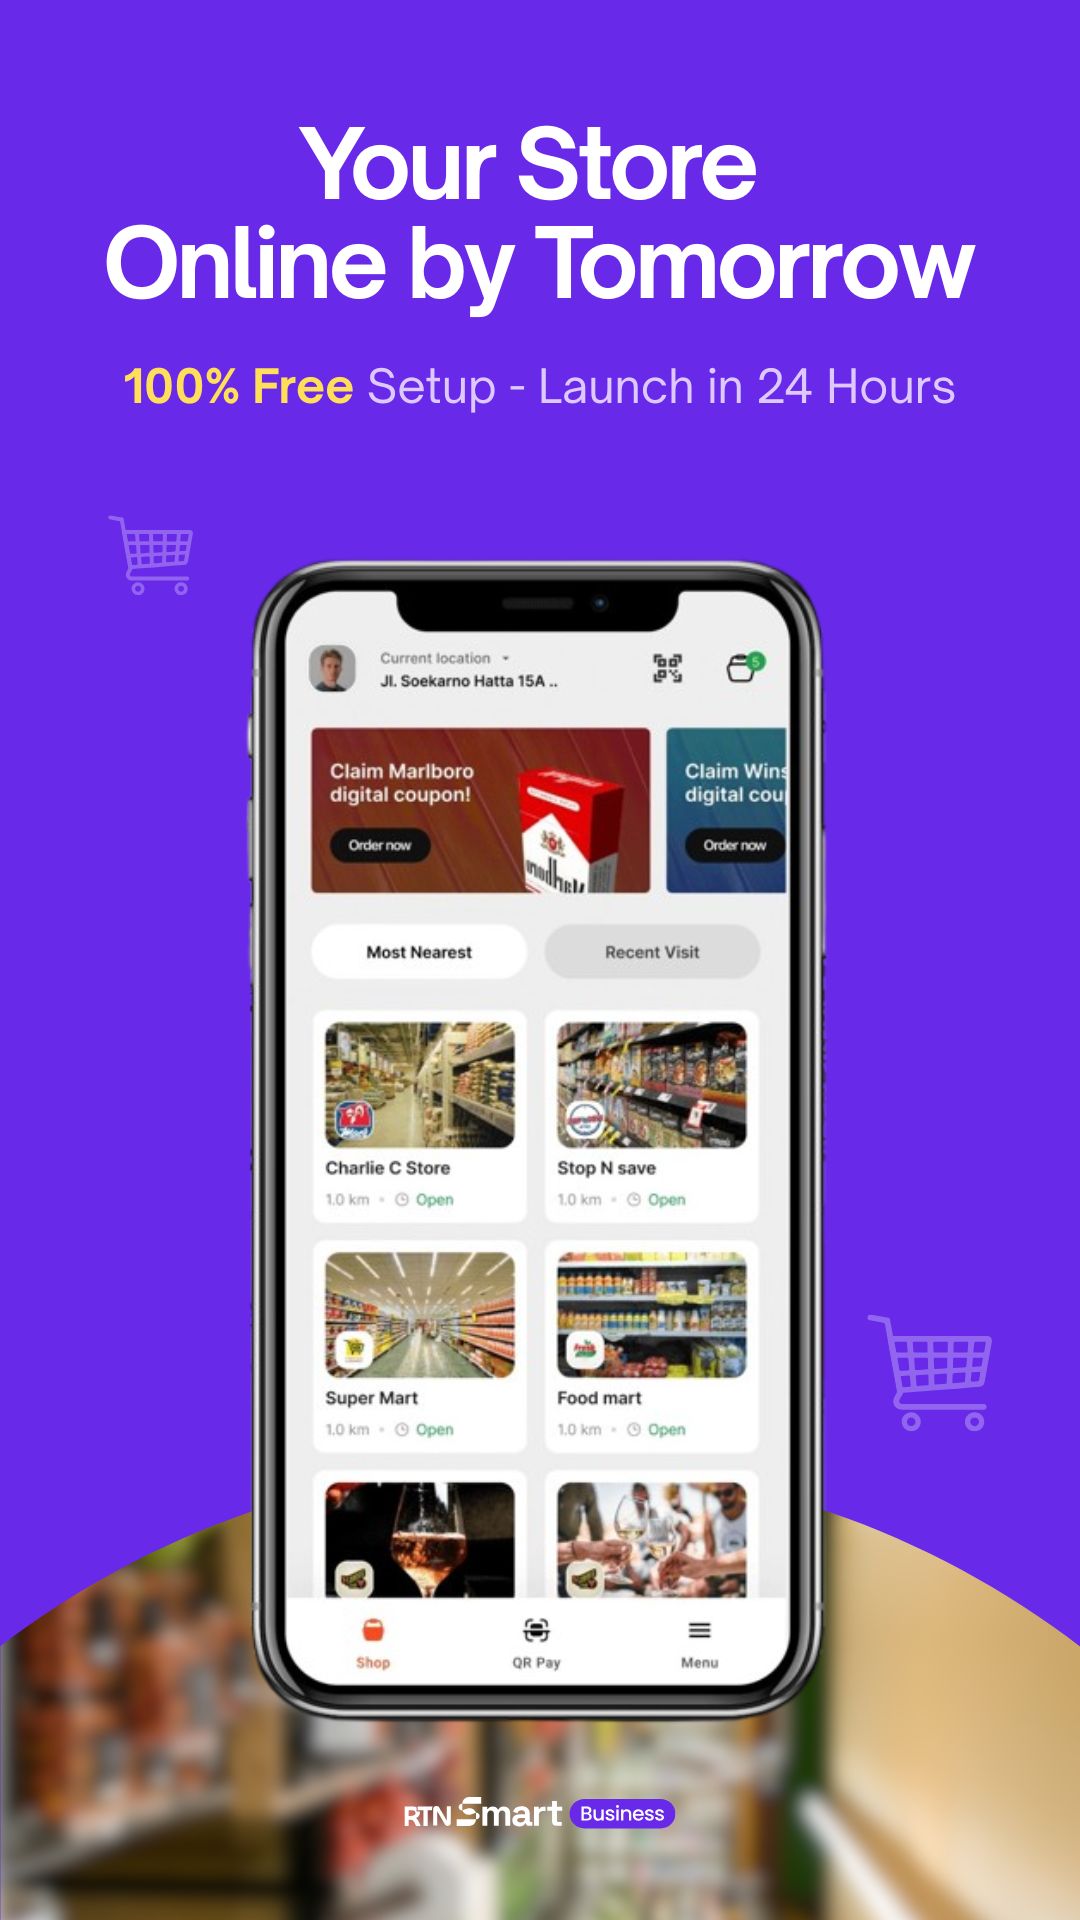 Your Store
Online by Tomorrow
100% Free Setup - Launch in 24 Hours
Current location
Jl. Soekarno Hatta 15A ..
5
Claim Marlboro
digital coupon!
Order now
Marlboro
Claim Wins
digital cou
Order now
Most Nearest
Recent Visit
Charlie C Store
1.0 km • Open
Stop N save
1.0 km • Open
Super Mart
1.0 km • Open
Food mart
1.0 km • Open
Shop
QR Pay
Menu
RTN Smart Business